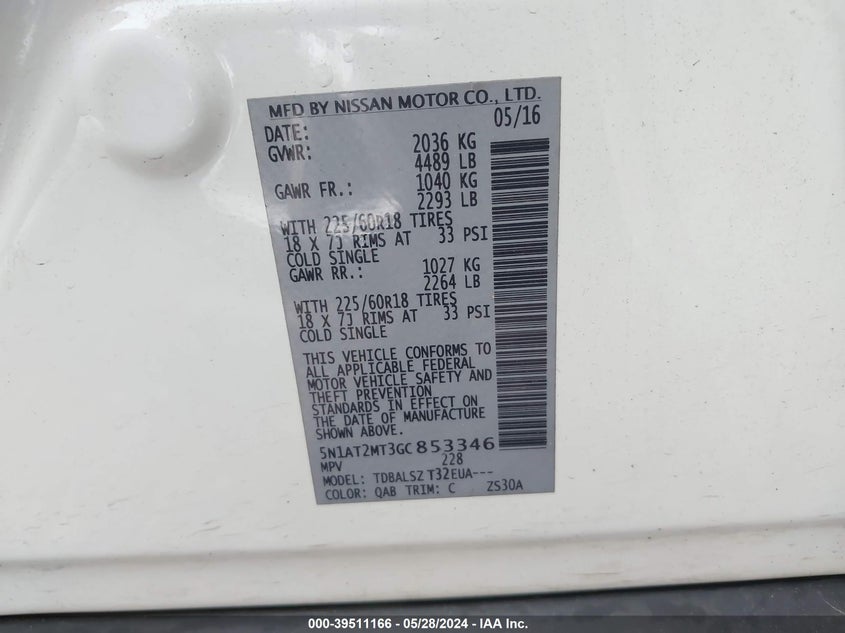 MFD BY NISSAN MOTOR CO., LTD.
DATE: 05/16
GVWR: 2036 KG
4489 LB
GAWR FR.: 1040 KG
2293 LB
WITH 225/60R18 TIRES
18 X 7J RIMS AT 33 PSI
COLD SINGLE
GAWR RR.: 1027 KG
2264 LB
WITH 225/60R18 TIRES
18 X 7J RIMS AT 33 PSI
COLD SINGLE
THIS VEHICLE CONFORMS TO
ALL APPLICABLE FEDERAL
MOTOR VEHICLE SAFETY AND
THEFT PREVENTION
STANDARDS IN EFFECT ON
THE DATE OF MANUFACTURE
SHOWN ABOVE.
5N1AT2MT3GC853346
MPV 228
MODEL: TDBALSZ T32EUA---
COLOR: QAB TRIM: C ZS30A
000-39511166 - 05/28/2024 - IAA Inc.